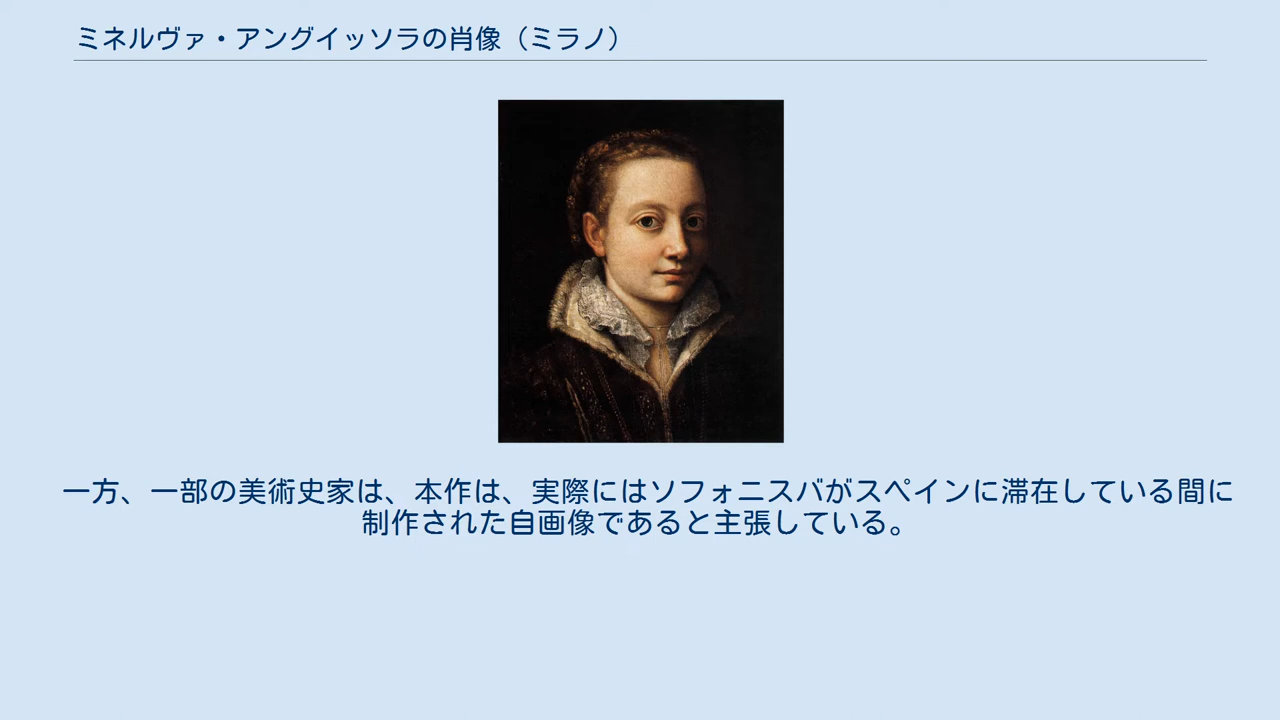 ミネルヴァ・アングイッソラの肖像（ミラノ）
一方、一部の美術史家は、本作は、実際にはソフォニスバがスペインに滞在している間に
制作された自画像であると主張している。